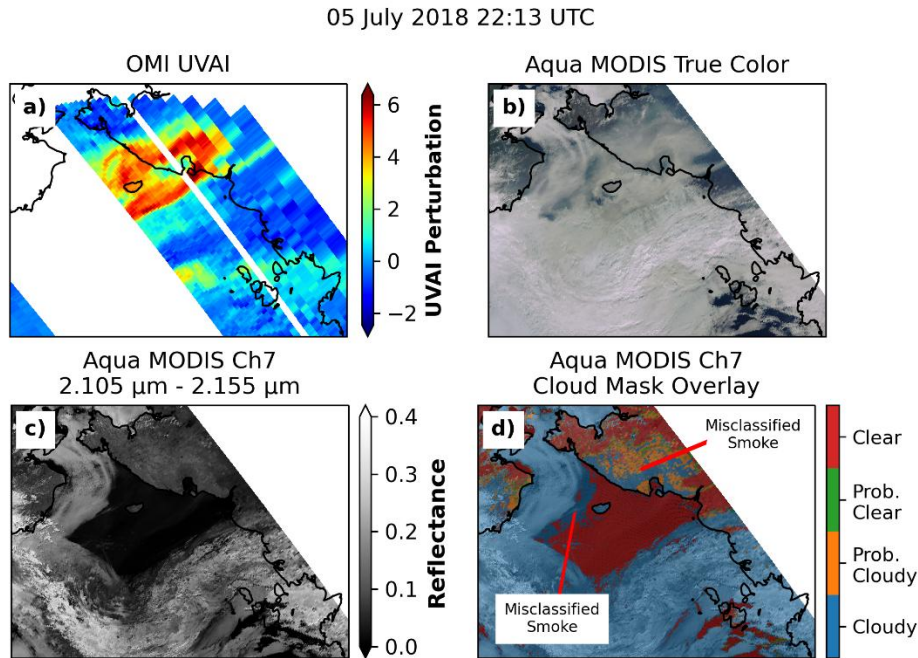 05 July 2018 22:13 UTC
OMI UVAI
a)
6
4
2
0
−2
UVAI Perturbation
Aqua MODIS True Color
b)
Aqua MODIS Ch7
2.105 μm - 2.155 μm
c)
0.4
0.3
0.2
0.1
0.0
Reflectance
Aqua MODIS Ch7
Cloud Mask Overlay
d)
Misclassified
Smoke
Misclassified
Smoke
Clear
Prob.
Clear
Prob.
Cloudy
Cloudy